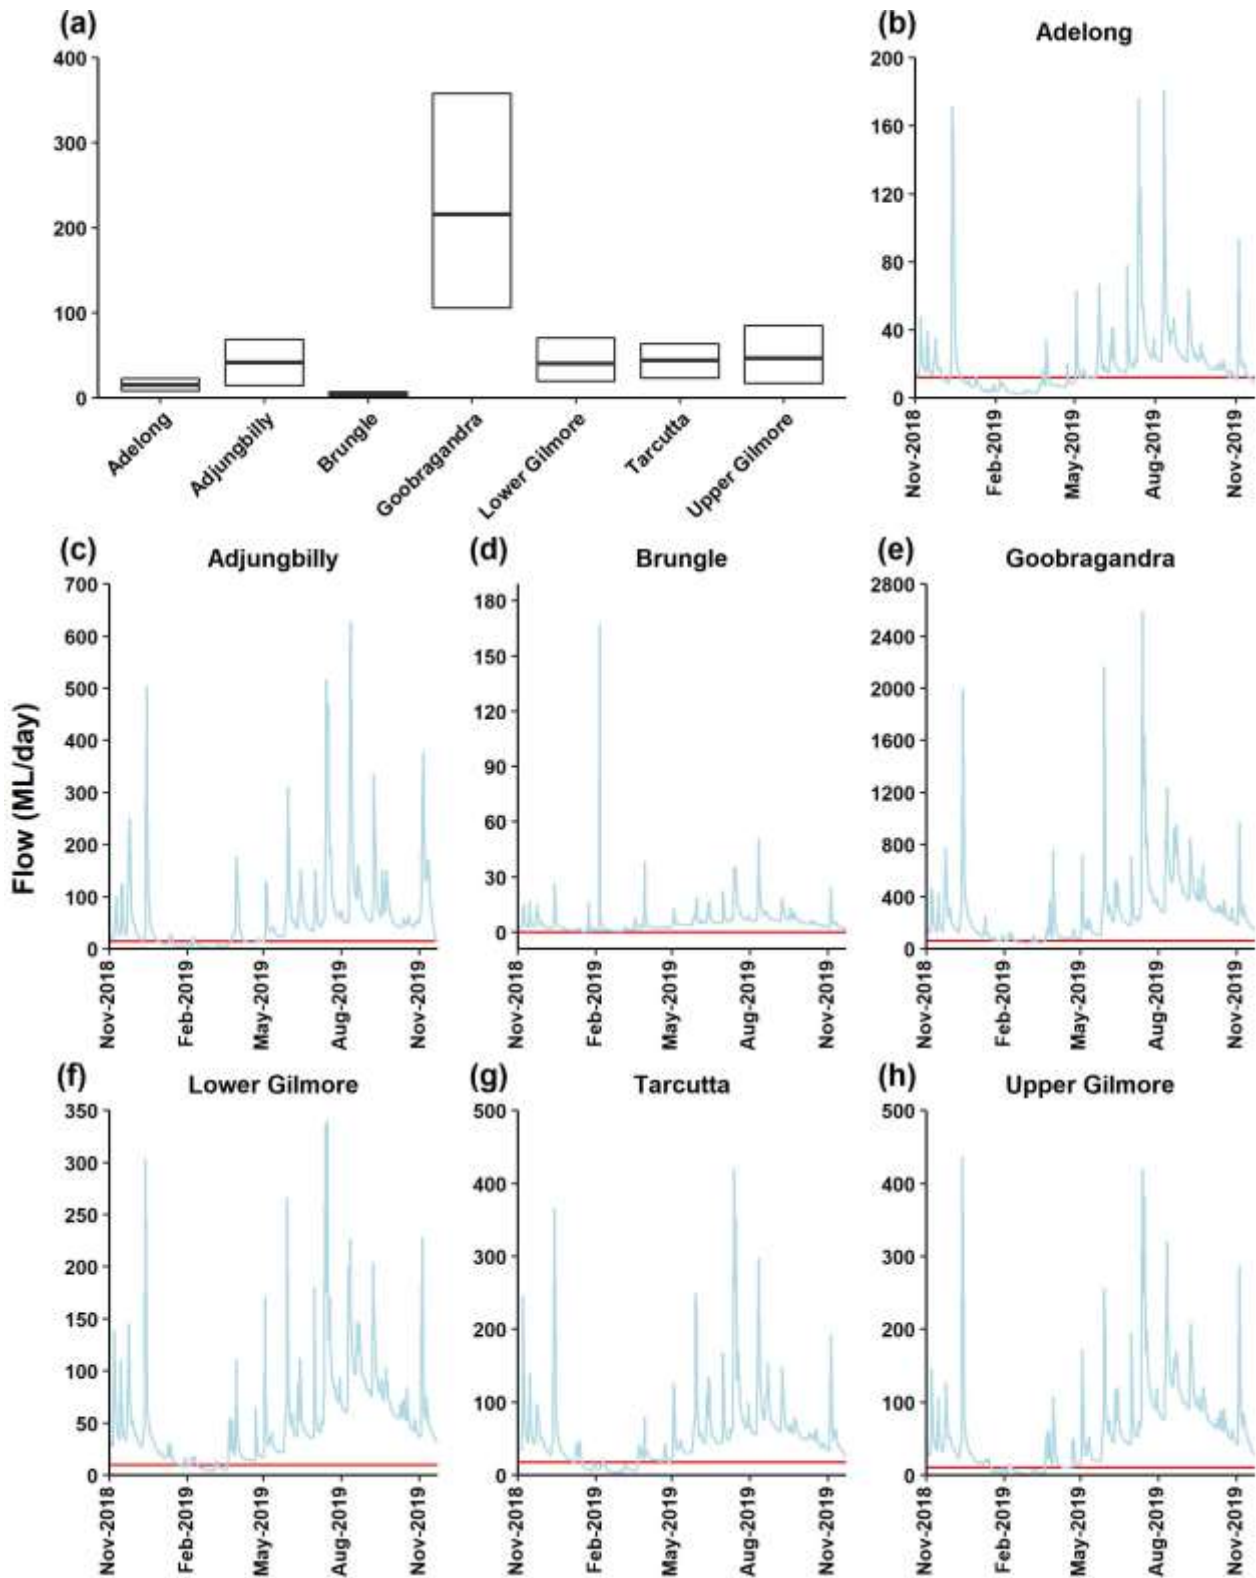 (a)
400
300
200
100
0
Adelong
Adjungbilly
Brungle
Goobragandra
Lower Gilmore
Tarcutta
Upper Gilmore
(b) Adelong
200
160
120
80
40
0
Nov-2018
Feb-2019
May-2019
Aug-2019
Nov-2019
Flow (ML/day)
(c) Adjungbilly
700
600
500
400
300
200
100
0
Nov-2018
Feb-2019
May-2019
Aug-2019
Nov-2019
(d) Brungle
180
150
120
90
60
30
0
Nov-2018
Feb-2019
May-2019
Aug-2019
Nov-2019
(e) Goobragandra
2800
2400
2000
1600
1200
800
400
0
Nov-2018
Feb-2019
May-2019
Aug-2019
Nov-2019
(f) Lower Gilmore
350
300
250
200
150
100
50
0
Nov-2018
Feb-2019
May-2019
Aug-2019
Nov-2019
(g) Tarcutta
500
400
300
200
100
0
Nov-2018
Feb-2019
May-2019
Aug-2019
Nov-2019
(h) Upper Gilmore
500
400
300
200
100
0
Nov-2018
Feb-2019
May-2019
Aug-2019
Nov-2019